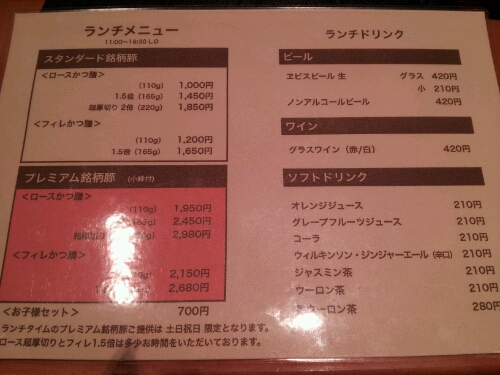 ランチメニュー
11:00~16:30 L.O
スタンダード銘柄豚
<ロースかつ膳>
(110g) 1,000円
1.5倍 (165g) 1,450円
超厚切り 2倍 (220g) 1,850円
<フィレかつ膳>
(110g) 1,200円
1.5倍 (165g) 1,650円
プレミアム銘柄豚 (小鉢付)
<ロースかつ膳>
(110g) 1,950円
2,450円
超厚切り 2,980円
<フィレかつ膳>
2,150円
2,680円
<お子様セット> 700円
ランチタイムのプレミアム銘柄豚ご提供は 土日祝日 限定となります。
ロース超厚切りとフィレ1.5倍は多少お時間をいただいております。
ランチドリンク
ビール
ヱビスビール 生 グラス 420円
小 210円
ノンアルコールビール 420円
ワイン
グラスワイン（赤/白） 420円
ソフトドリンク
オレンジジュース 210円
グレープフルーツジュース 210円
コーラ 210円
ウィルキンソン・ジンジャーエール（辛口） 210円
ジャスミン茶 210円
ウーロン茶 210円
ウーロン茶 280円